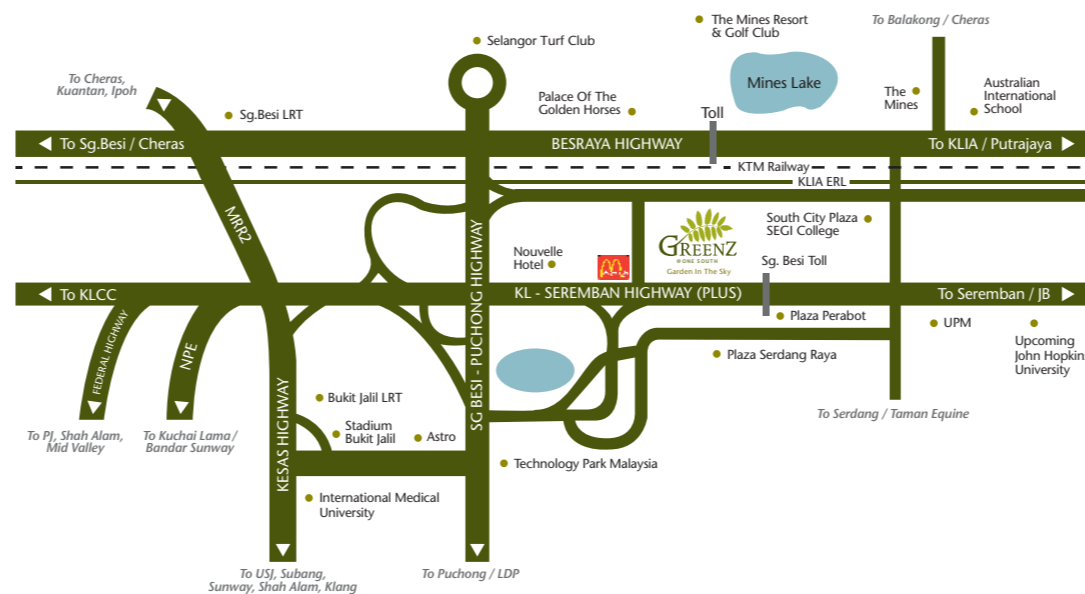 The Mines Resort
& Golf Club
To Balakong / Cheras
Selangor Turf Club
To Cheras,
Kuantan, Ipoh
Mines Lake
The
Mines
Australian
International
School
Palace Of The
Golden Horses
Sg.Besi LRT
Toll
To Sg.Besi / Cheras
BESRAYA HIGHWAY
To KLIA / Putrajaya
KTM Railway
KLIA ERL
MRR2
SG BESI - PUCHONG HIGHWAY
GREENZ
@ONE SOUTH
Garden In The Sky
South City Plaza
SEGI College
Nouvelle
Hotel
Sg. Besi Toll
To KLCC
KL - SEREMBAN HIGHWAY (PLUS)
To Seremban / JB
Plaza Perabot
UPM
Upcoming
John Hopkin
University
FEDERAL HIGHWAY
NPE
Plaza Serdang Raya
KESAS HIGHWAY
Bukit Jalil LRT
To Serdang / Taman Equine
Stadium
Bukit Jalil
Astro
To PJ, Shah Alam,
Mid Valley
To Kuchai Lama /
Bandar Sunway
Technology Park Malaysia
International Medical
University
To USJ, Subang,
Sunway, Shah Alam, Klang
To Puchong / LDP